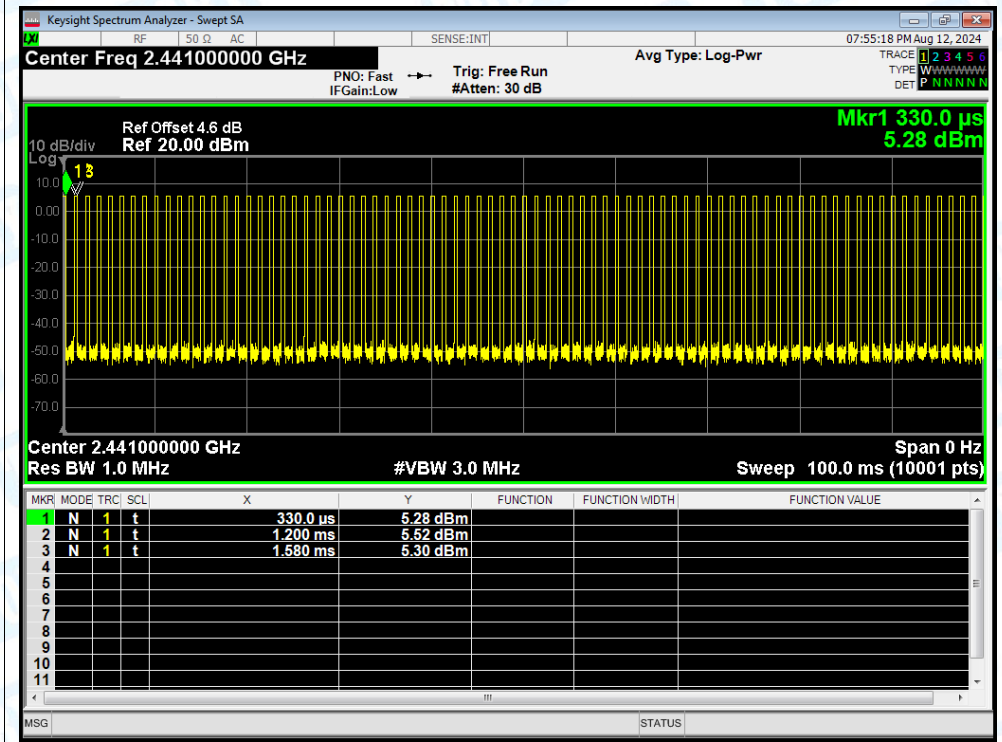 Keysight Spectrum Analyzer - Swept SA
LXI RF 50 Ω AC SENSE:INT 07:55:18 PM Aug 12, 2024
Center Freq 2.441000000 GHz
PNO: Fast
IFGain:Low
Trig: Free Run
#Atten: 30 dB
Avg Type: Log-Pwr
TRACE 1 2 3 4 5 6
TYPE W W W W W W
DET P N N N N N
Mkr1 330.0 µs
5.28 dBm
Ref Offset 4.6 dB
10 dB/div Ref 20.00 dBm
Log
1 3
10.0
0.00
-10.0
-20.0
-30.0
-40.0
-50.0
-60.0
-70.0
Center 2.441000000 GHz Span 0 Hz
Res BW 1.0 MHz #VBW 3.0 MHz Sweep 100.0 ms (10001 pts)
MKR MODE TRC SCL X Y FUNCTION FUNCTION WIDTH FUNCTION VALUE
1 N 1 t 330.0 µs 5.28 dBm
2 N 1 t 1.200 ms 5.52 dBm
3 N 1 t 1.580 ms 5.30 dBm
4
5
6
7
8
9
10
11
MSG STATUS